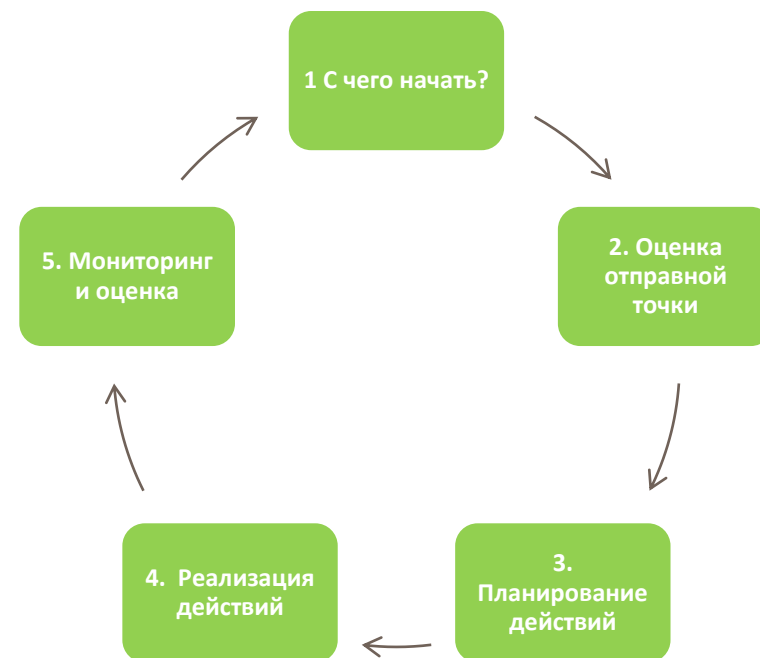 1 С чего начать?
2. Оценка
отправной
точки
3.
Планирование
действий
4. Реализация
действий
5. Мониторинг
и оценка